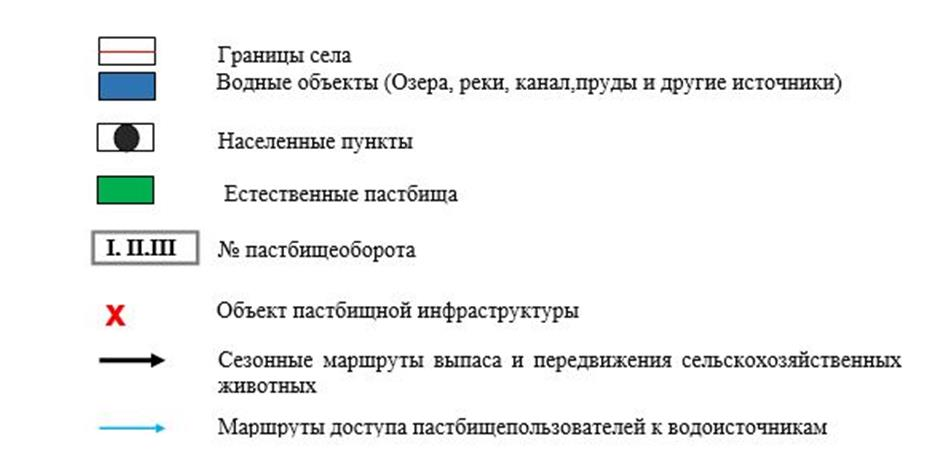 Границы села
Водные объекты (Озера, реки, канал,пруды и другие источники)
Населенные пункты
Естественные пастбища
I. II.III № пастбищеоборота
X Объект пастбищной инфраструктуры
Сезонные маршруты выпаса и передвижения сельскохозяйственных
животных
Маршруты доступа пастбищепользователей к водоисточникам